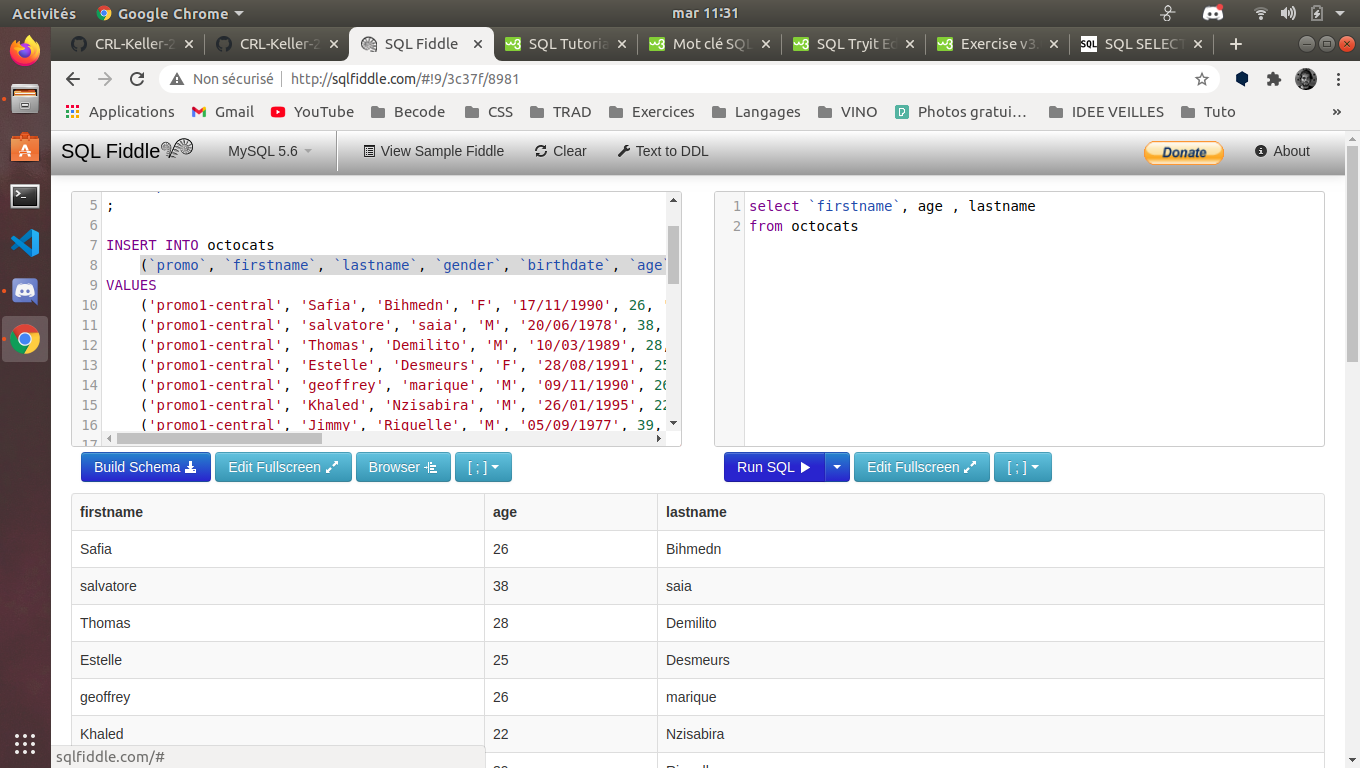 Activités Google Chrome mar 11:31
CRL-Keller-2 CRL-Keller-2 SQL Fiddle SQL Tutoria Mot clé SQL SQL Tryit Ed Exercise v3. SQL SQL SELECT
Non sécurisé http://sqlfiddle.com/#!9/3c37f/8981
Applications Gmail YouTube Becode CSS TRAD Exercices Langages VINO Photos gratui… IDEE VEILLES Tuto »
SQL Fiddle MySQL 5.6 View Sample Fiddle Clear Text to DDL Donate About
5 ;
6
7 INSERT INTO octocats
8 (`promo`, `firstname`, `lastname`, `gender`, `birthdate`, `age`
9 VALUES
10 ('promo1-central', 'Safia', 'Bihmedn', 'F', '17/11/1990', 26,
11 ('promo1-central', 'salvatore', 'saia', 'M', '20/06/1978', 38,
12 ('promo1-central', 'Thomas', 'Demilito', 'M', '10/03/1989', 28,
13 ('promo1-central', 'Estelle', 'Desmeurs', 'F', '28/08/1991', 25
14 ('promo1-central', 'geoffrey', 'marique', 'M', '09/11/1990', 26
15 ('promo1-central', 'Khaled', 'Nzisabira', 'M', '26/01/1995', 22
16 ('promo1-central', 'Jimmy', 'Riguelle', 'M', '05/09/1977', 39,
17
1 select `firstname`, age , lastname
2 from octocats
Build Schema Edit Fullscreen Browser [ ; ]
Run SQL Edit Fullscreen [ ; ]
firstname age lastname
Safia 26 Bihmedn
salvatore 38 saia
Thomas 28 Demilito
Estelle 25 Desmeurs
geoffrey 26 marique
Khaled 22 Nzisabira
sqlfiddle.com/#